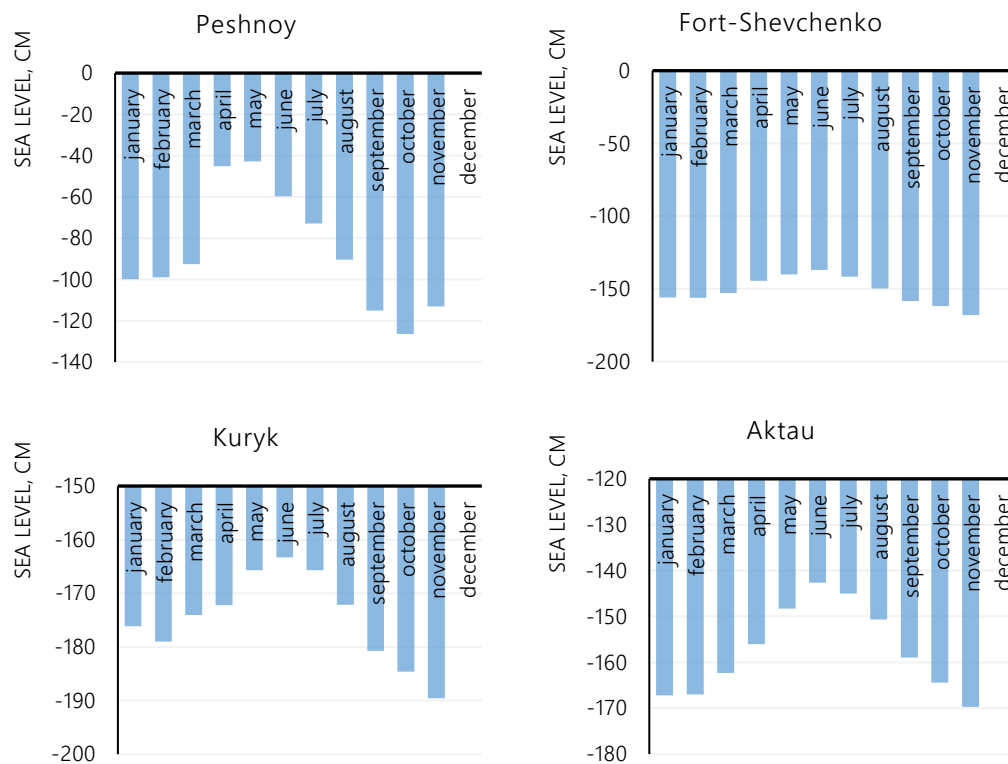 Peshnoy
SEA LEVEL, CM
0
-20
-40
-60
-80
-100
-120
-140
january
february
march
april
may
june
july
august
september
october
november
december
Fort-Shevchenko
SEA LEVEL, CM
0
-50
-100
-150
-200
january
february
march
april
may
june
july
august
september
october
november
december
Kuryk
SEA LEVEL, CM
-150
-160
-170
-180
-190
-200
january
february
march
april
may
june
july
august
september
october
november
december
Aktau
SEA LEVEL, CM
-120
-130
-140
-150
-160
-170
-180
january
february
march
april
may
june
july
august
september
october
november
december